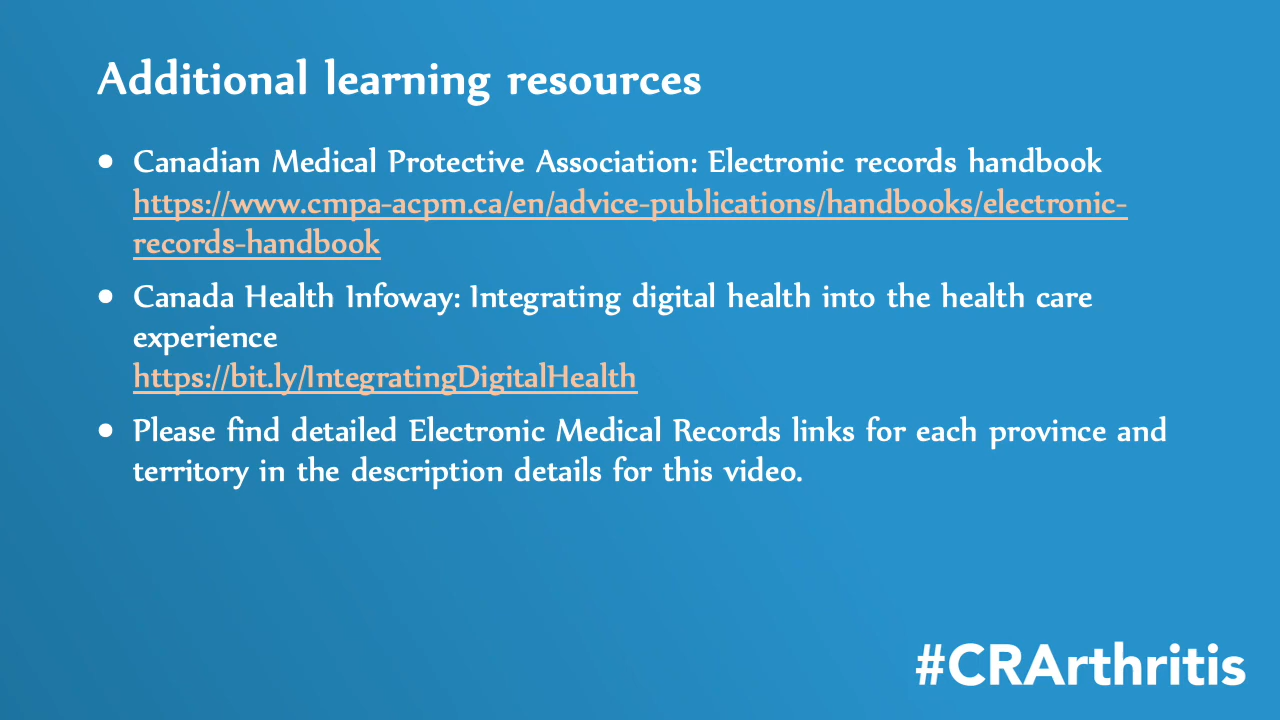 Additional learning resources
• Canadian Medical Protective Association: Electronic records handbook
https://www.cmpa-acpm.ca/en/advice-publications/handbooks/electronic-
records-handbook
• Canada Health Infoway: Integrating digital health into the health care
experience
https://bit.ly/IntegratingDigitalHealth
• Please find detailed Electronic Medical Records links for each province and
territory in the description details for this video.
#CRArthritis